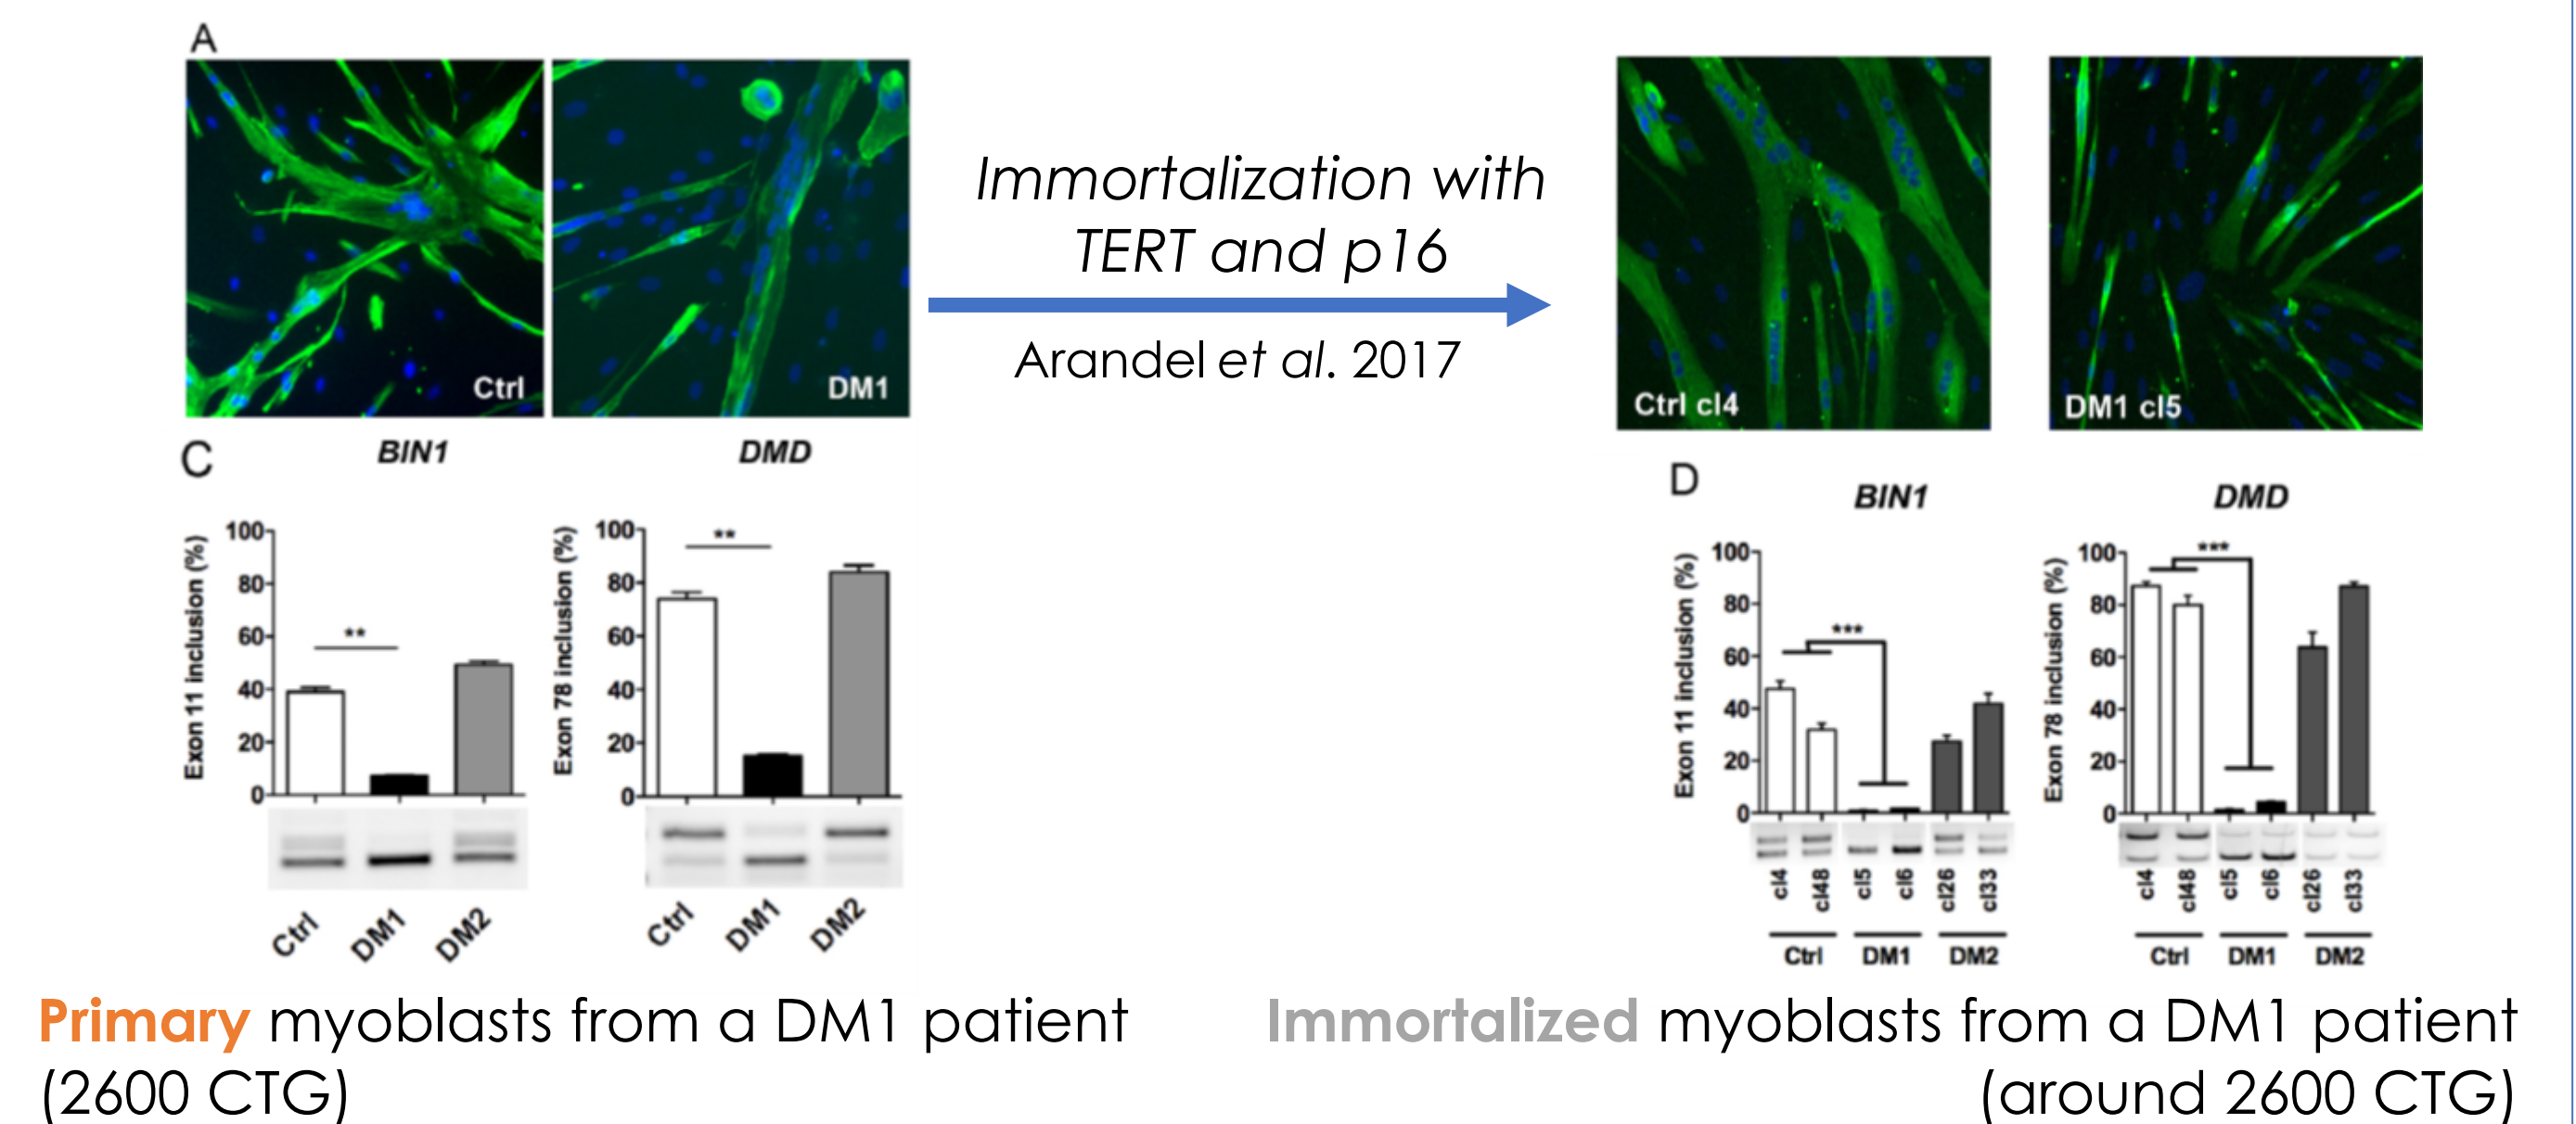 A
Ctrl
DM1
Immortalization with
TERT and p16
Arandel et al. 2017
Ctrl cl4
DM1 cl5
C
BIN1
DMD
Exon 11 inclusion (%)
100
80
60
40
20
0
**
Exon 78 inclusion (%)
100
80
60
40
20
0
**
Ctrl
DM1
DM2
Ctrl
DM1
DM2
D
BIN1
DMD
Exon 11 inclusion (%)
100
80
60
40
20
0
***
cl4
cl48
cl5
cl6
cl26
cl33
Ctrl
DM1
DM2
Exon 78 inclusion (%)
100
80
60
40
20
0
***
cl4
cl48
cl5
cl6
cl26
cl33
Ctrl
DM1
DM2
Primary myoblasts from a DM1 patient
(2600 CTG)
Immortalized myoblasts from a DM1 patient
(around 2600 CTG)